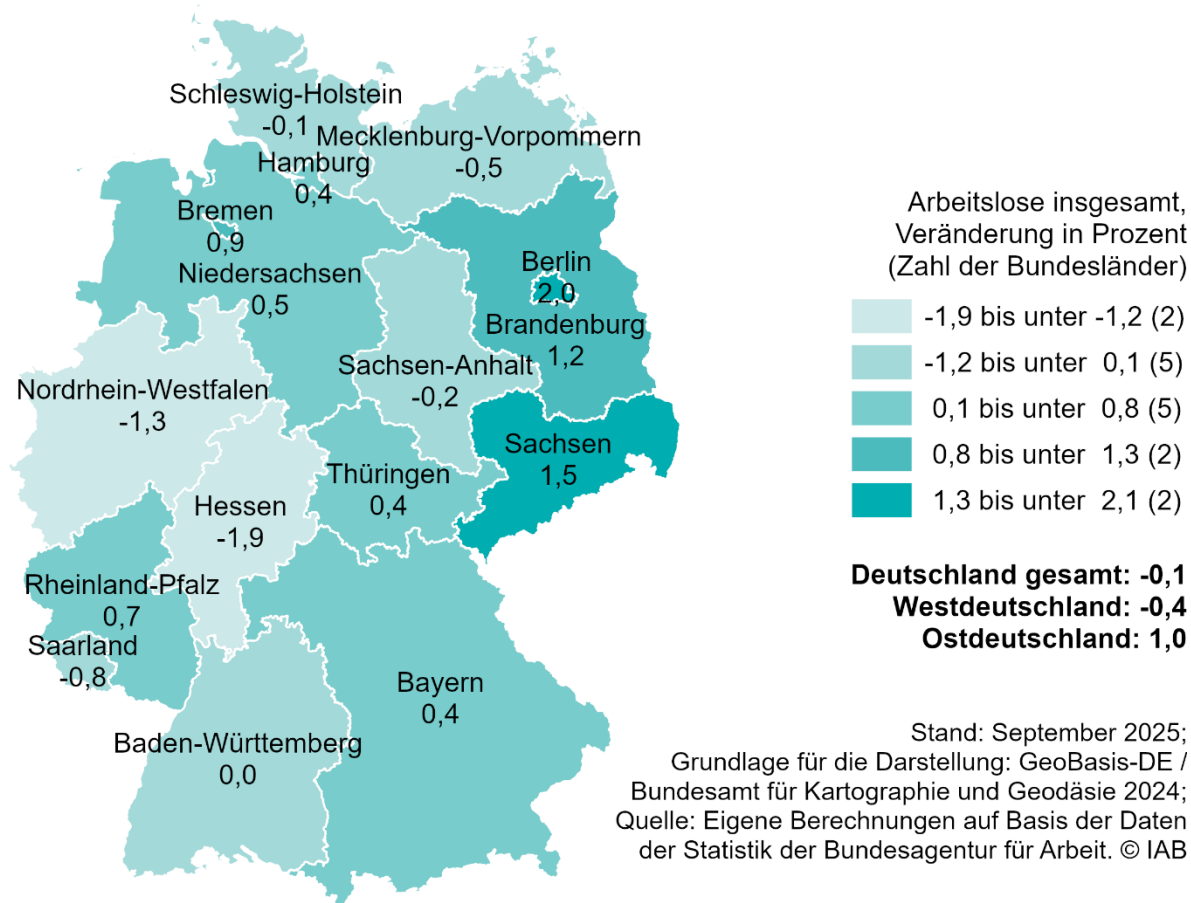 Schleswig-Holstein
-0,1
Mecklenburg-Vorpommern
-0,5
Hamburg
0,4
Bremen
0,9
Niedersachsen
0,5
Berlin
2,0
Brandenburg
1,2
Sachsen-Anhalt
-0,2
Nordrhein-Westfalen
-1,3
Sachsen
1,5
Thüringen
0,4
Hessen
-1,9
Rheinland-Pfalz
0,7
Saarland
-0,8
Bayern
0,4
Baden-Württemberg
0,0
Arbeitslose insgesamt,
Veränderung in Prozent
(Zahl der Bundesländer)
-1,9 bis unter -1,2 (2)
-1,2 bis unter 0,1 (5)
0,1 bis unter 0,8 (5)
0,8 bis unter 1,3 (2)
1,3 bis unter 2,1 (2)
Deutschland gesamt: -0,1
Westdeutschland: -0,4
Ostdeutschland: 1,0
Stand: September 2025;
Grundlage für die Darstellung: GeoBasis-DE /
Bundesamt für Kartographie und Geodäsie 2024;
Quelle: Eigene Berechnungen auf Basis der Daten
der Statistik der Bundesagentur für Arbeit. © IAB